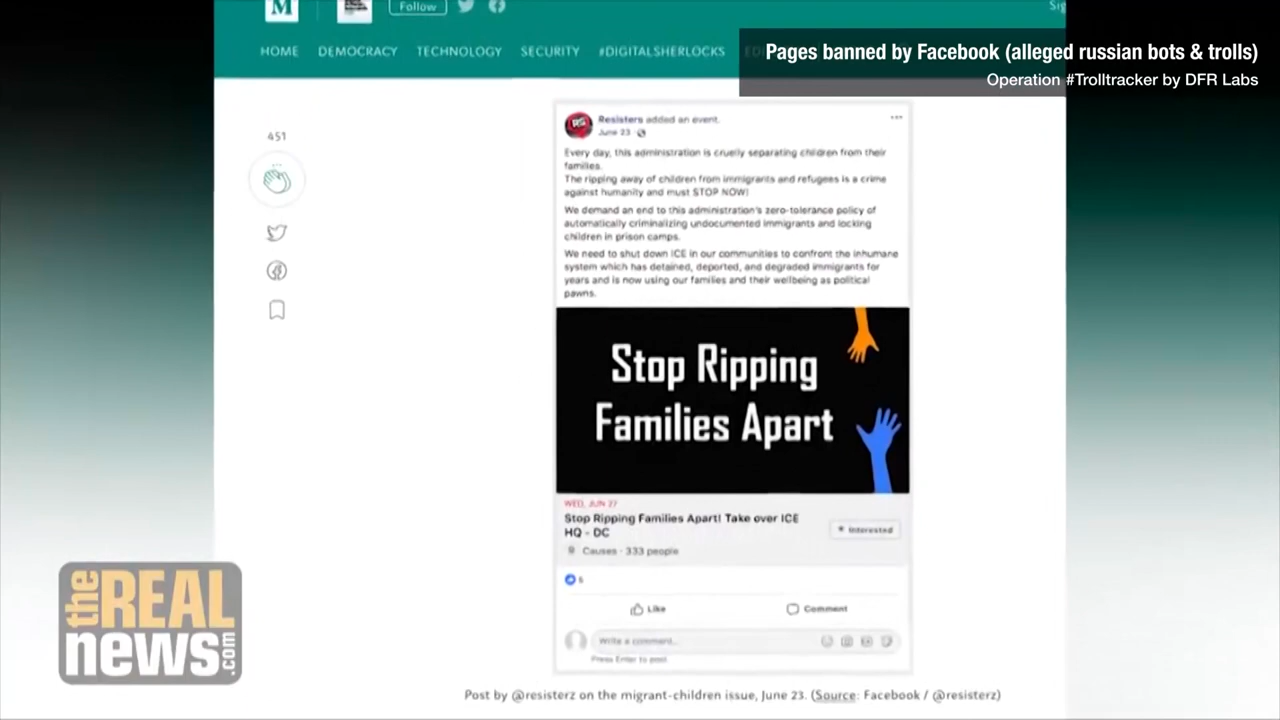 M
Follow
Sig
HOME DEMOCRACY TECHNOLOGY SECURITY #DIGITALSHERLOCKS
Pages banned by Facebook (alleged russian bots & trolls)
Operation #Trolltracker by DFR Labs
451
RS
Resisters added an event.
June 23
Every day, this administration is cruelly separating children from their
families.
The ripping away of children from immigrants and refugees is a crime
against humanity and must STOP NOW!
We demand an end to this administration's zero-tolerance policy of
automatically criminalizing undocumented immigrants and locking
children in prison camps.
We need to shut down ICE in our communities to confront the inhumane
system which has detained, deported, and degraded immigrants for
years and is now using our families and their wellbeing as political
pawns.
Stop Ripping
Families Apart
WED, JUN 27
Stop Ripping Families Apart! Take over ICE
HQ - DC
Interested
Causes · 333 people
5
Like Comment
Write a comment...
Press Enter to post.
Post by @resisterz on the migrant-children issue, June 23. (Source: Facebook / @resisterz)
the REAL
news.com